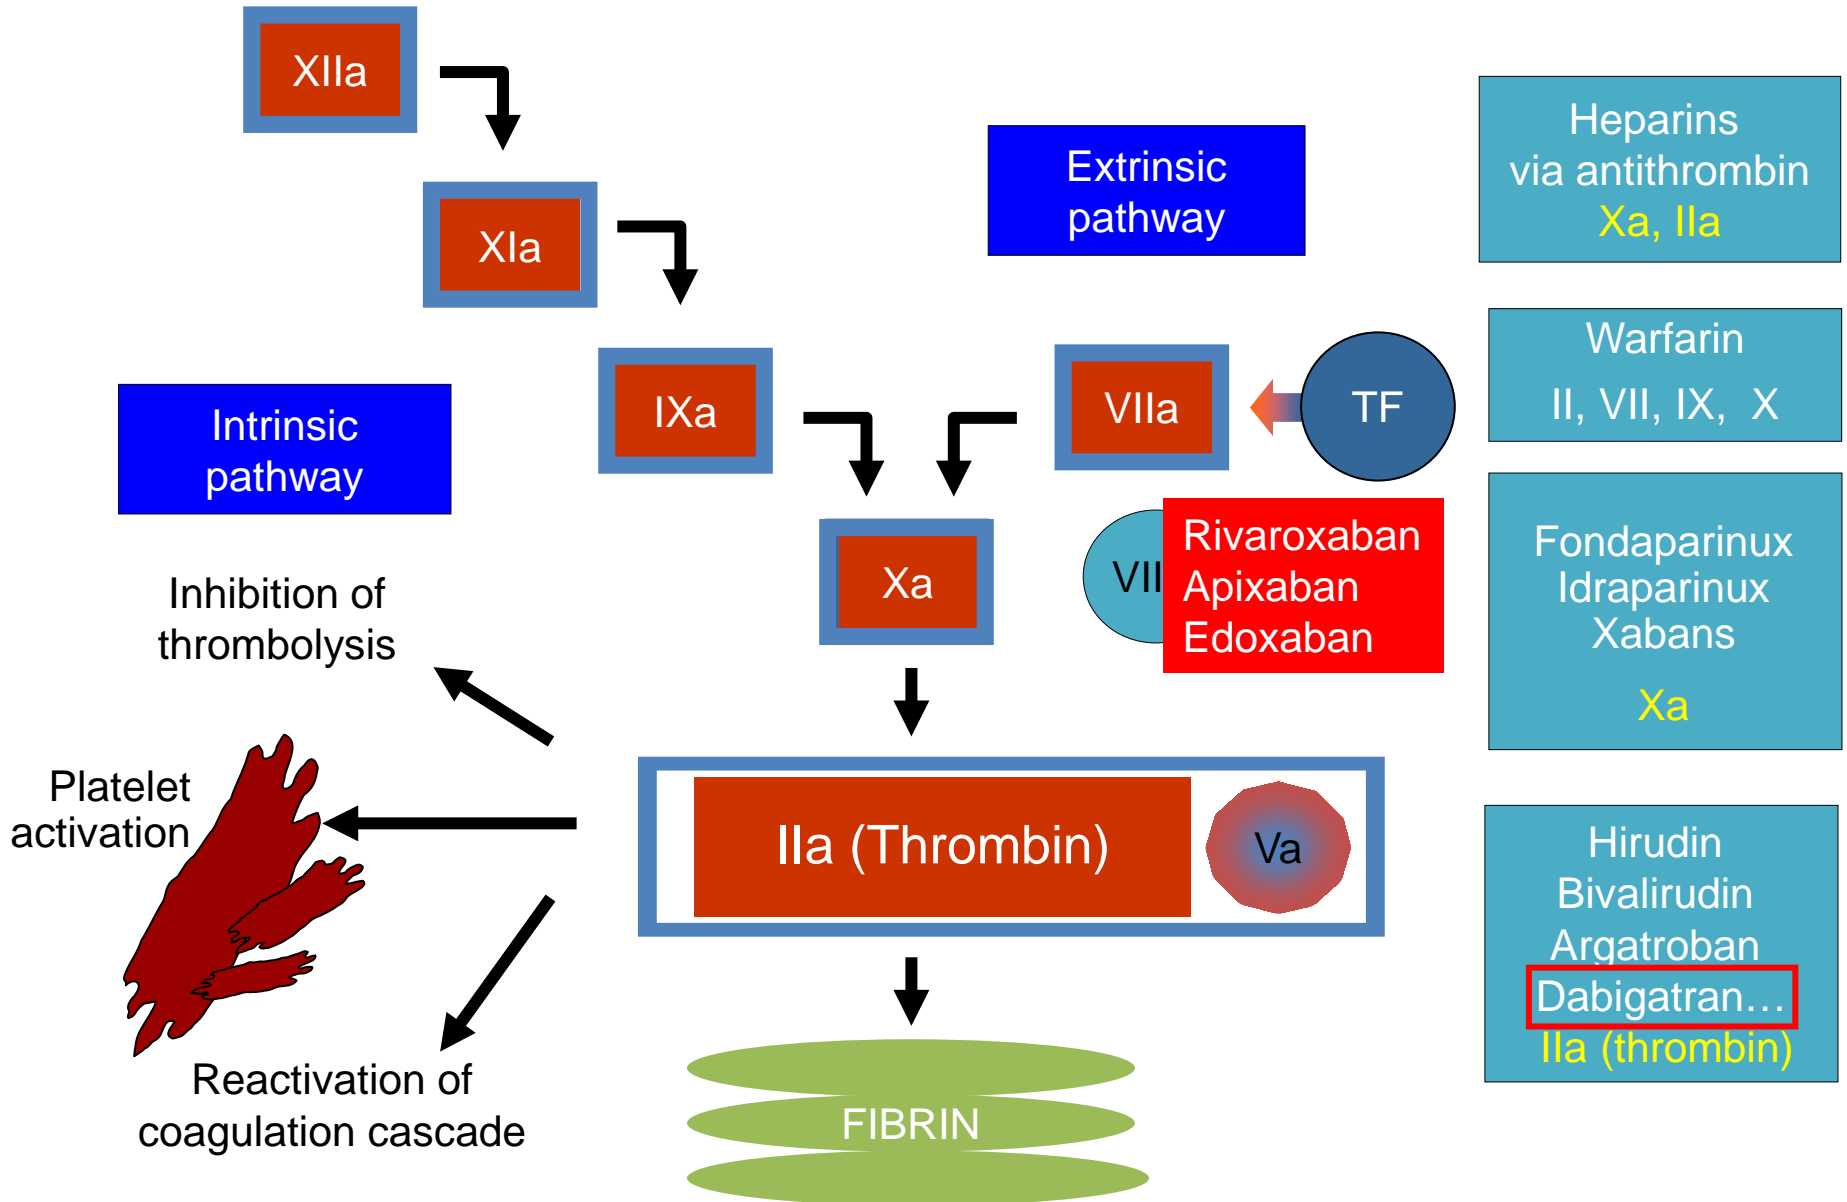 XIIa
XIa
IXa
Intrinsic
pathway
Extrinsic
pathway
VIIa
TF
Xa
VII
Rivaroxaban
Apixaban
Edoxaban
Inhibition of
thrombolysis
Platelet
activation
Reactivation of
coagulation cascade
IIa (Thrombin)
Va
FIBRIN
Heparins
via antithrombin
Xa, IIa
Warfarin
II, VII, IX, X
Fondaparinux
Idraparinux
Xabans
Xa
Hirudin
Bivalirudin
Argatroban
Dabigatran…
IIa (thrombin)